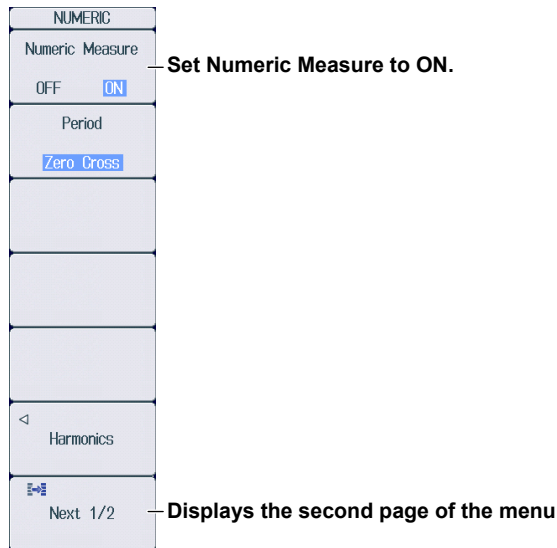 NUMERIC
Numeric Measure
OFF ON
Set Numeric Measure to ON.
Period
Zero Cross
Harmonics
Next 1/2
Displays the second page of the menu